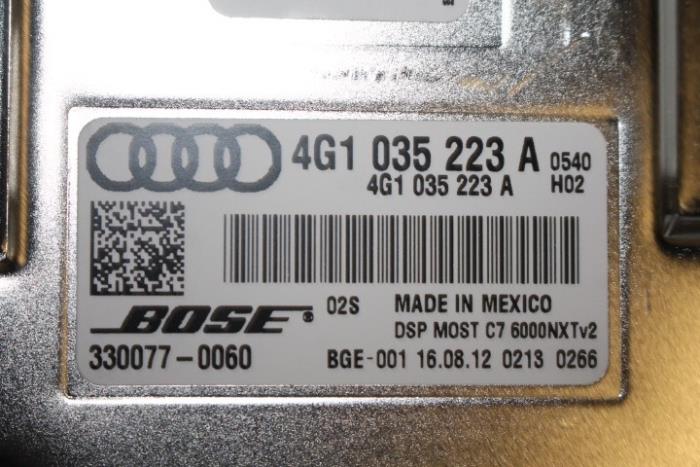 4G1 035 223 A 0540
4G1 035 223 A H02
BOSE 02S MADE IN MEXICO
DSP MOST C7 6000NXTv2
330077-0060 BGE-001 16.08.12 0213 0266